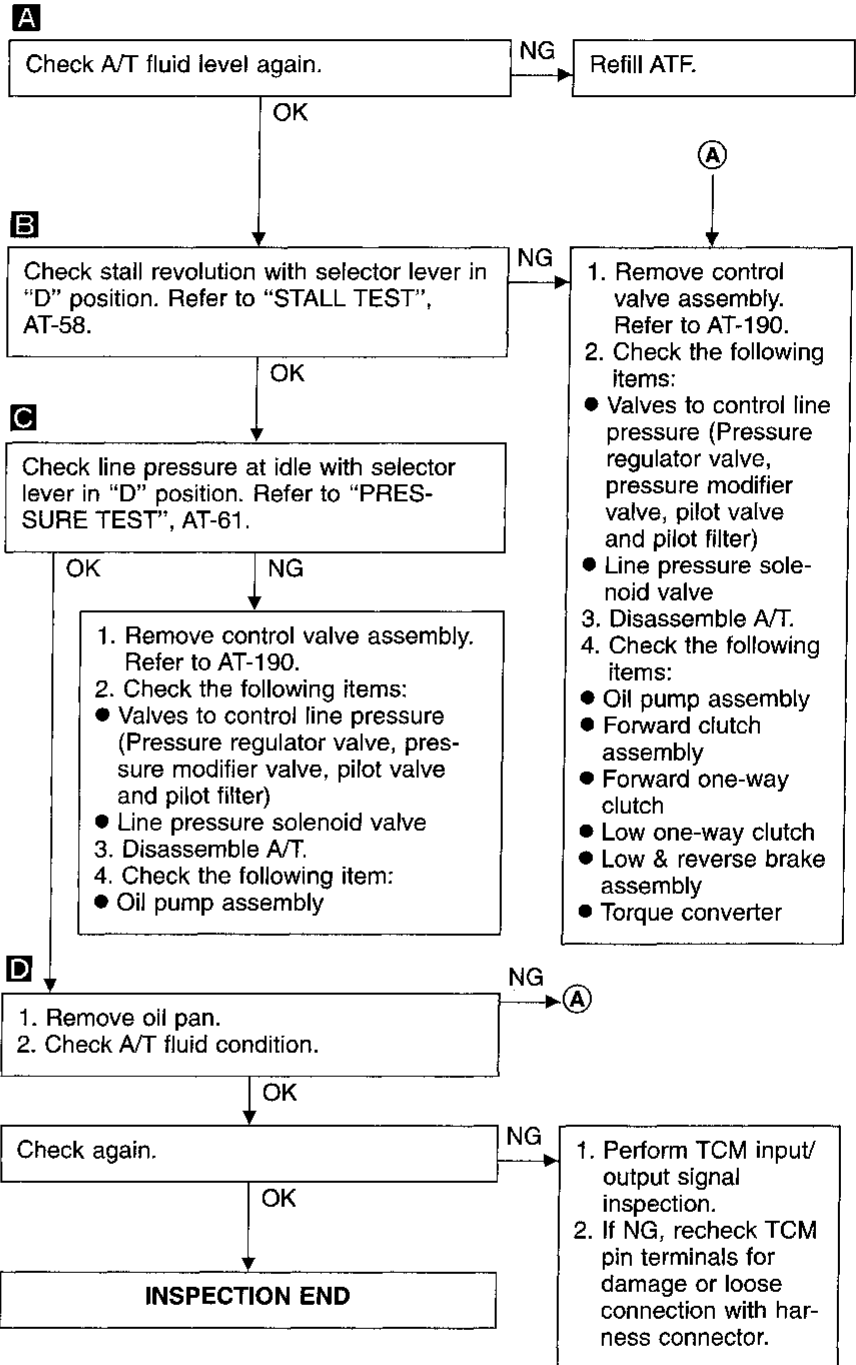 A
Check A/T fluid level again.
NG
Refill ATF.
OK
A
B
Check stall revolution with selector lever in
"D" position. Refer to "STALL TEST",
AT-58.
NG
1. Remove control
valve assembly.
Refer to AT-190.
2. Check the following
items:
● Valves to control line
pressure (Pressure
regulator valve,
pressure modifier
valve, pilot valve
and pilot filter)
● Line pressure sole-
noid valve
3. Disassemble A/T.
4. Check the following
items:
● Oil pump assembly
● Forward clutch
assembly
● Forward one-way
clutch
● Low one-way clutch
● Low & reverse brake
assembly
● Torque converter
OK
C
Check line pressure at idle with selector
lever in "D" position. Refer to "PRES-
SURE TEST", AT-61.
OK
NG
1. Remove control valve assembly.
Refer to AT-190.
2. Check the following items:
● Valves to control line pressure
(Pressure regulator valve, pres-
sure modifier valve, pilot valve
and pilot filter)
● Line pressure solenoid valve
3. Disassemble A/T.
4. Check the following item:
● Oil pump assembly
D
1. Remove oil pan.
2. Check A/T fluid condition.
NG
A
OK
Check again.
NG
1. Perform TCM input/
output signal
inspection.
2. If NG, recheck TCM
pin terminals for
damage or loose
connection with har-
ness connector.
OK
INSPECTION END